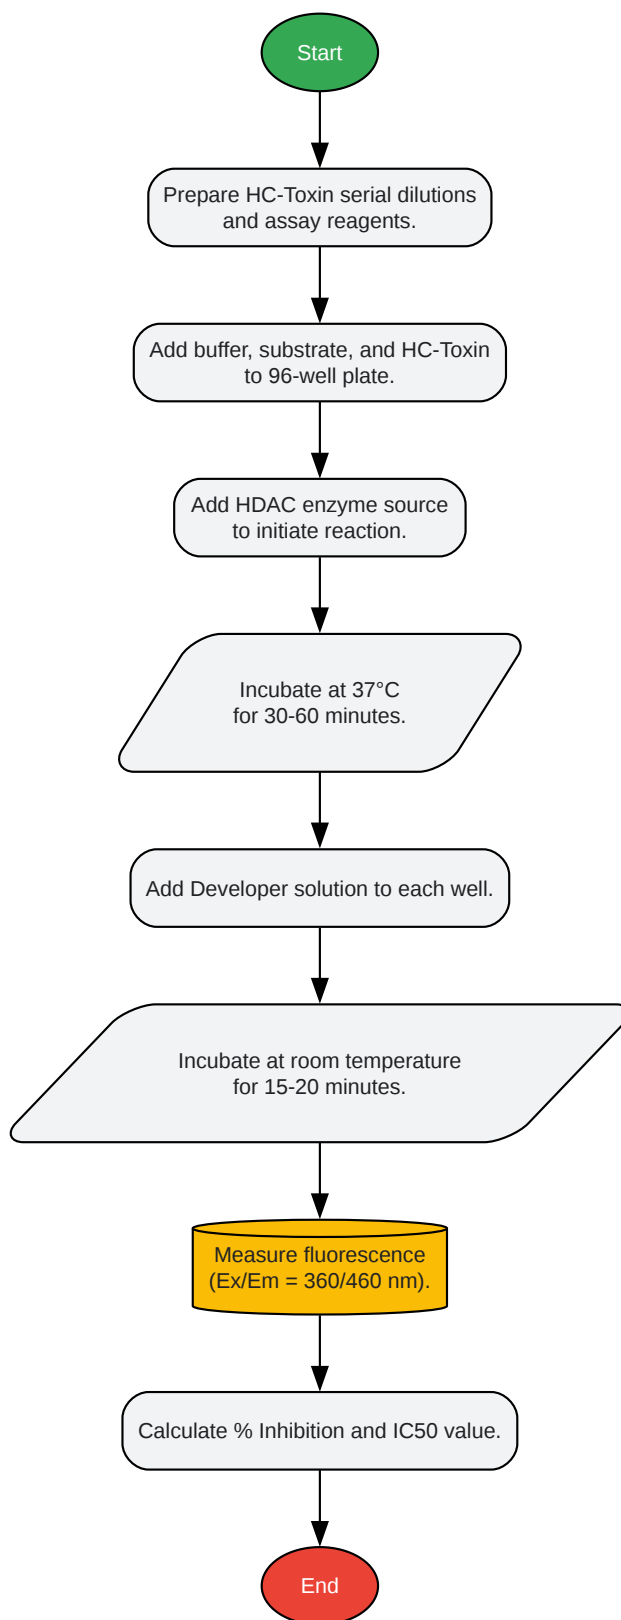 Start
Prepare HC-Toxin serial dilutions
and assay reagents.
Add buffer, substrate, and HC-Toxin
to 96-well plate.
Add HDAC enzyme source
to initiate reaction.
Incubate at 37°C
for 30-60 minutes.
Add Developer solution to each well.
Incubate at room temperature
for 15-20 minutes.
Measure fluorescence
(Ex/Em = 360/460 nm).
Calculate % Inhibition and IC50 value.
End